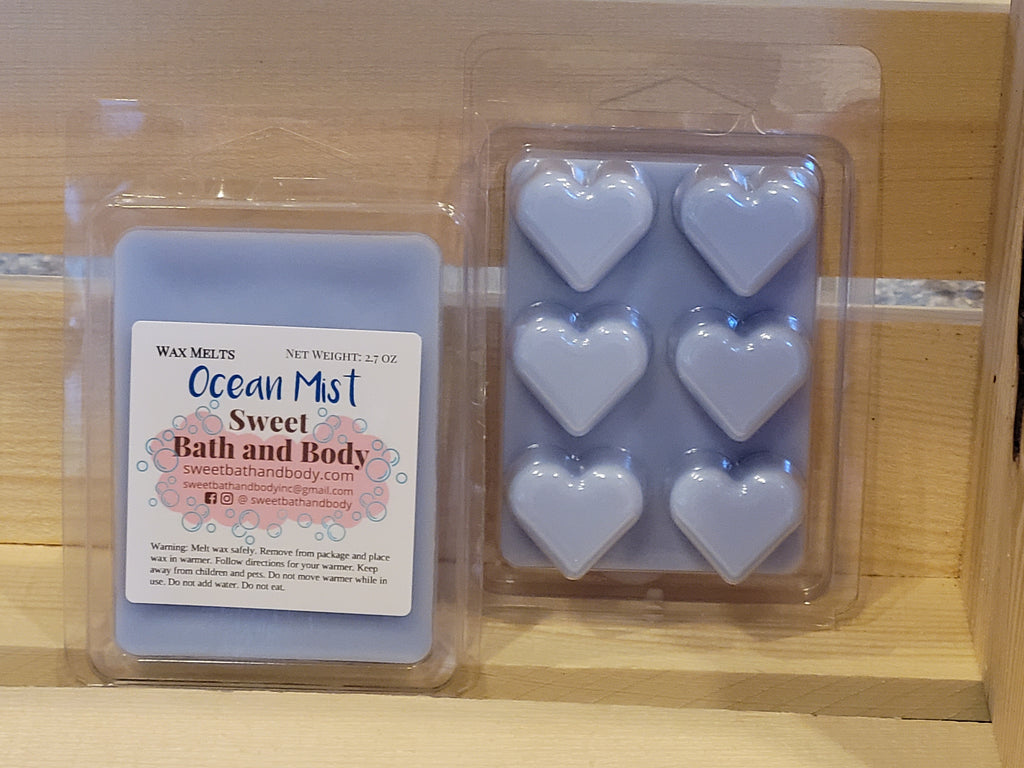 WAX MELTS NET WEIGHT: 2.7 OZ
Ocean Mist
Sweet
Bath and Body
sweetbathandbody.com
sweetbathandbodyinc@gmail.com
@ sweetbathandbody
Warning: Melt wax safely. Remove from package and place
wax in warmer. Follow directions for your warmer. Keep
away from children and pets. Do not move warmer while in
use. Do not add water. Do not eat.